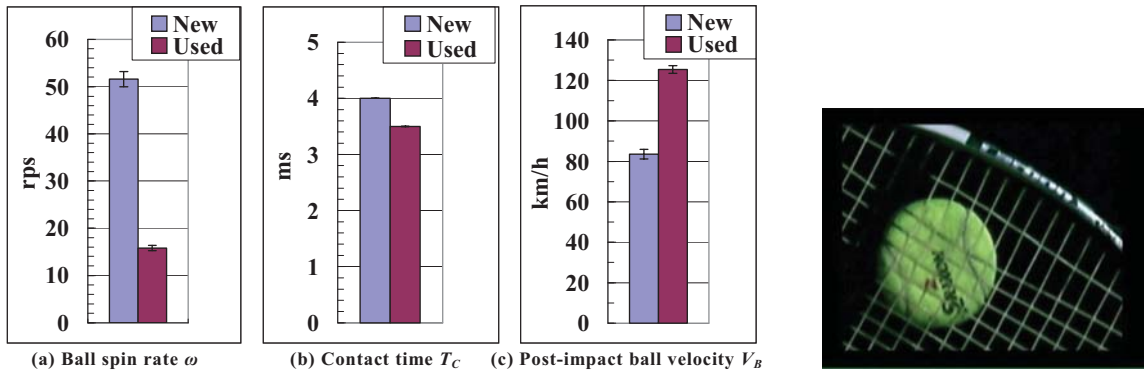 New
Used
60
50
40
30
20
10
0
rps
(a) Ball spin rate ω
New
Used
5
4
3
2
1
0
ms
(b) Contact time T_C
New
Used
140
120
100
80
60
40
20
0
km/h
(c) Post-impact ball velocity V_B